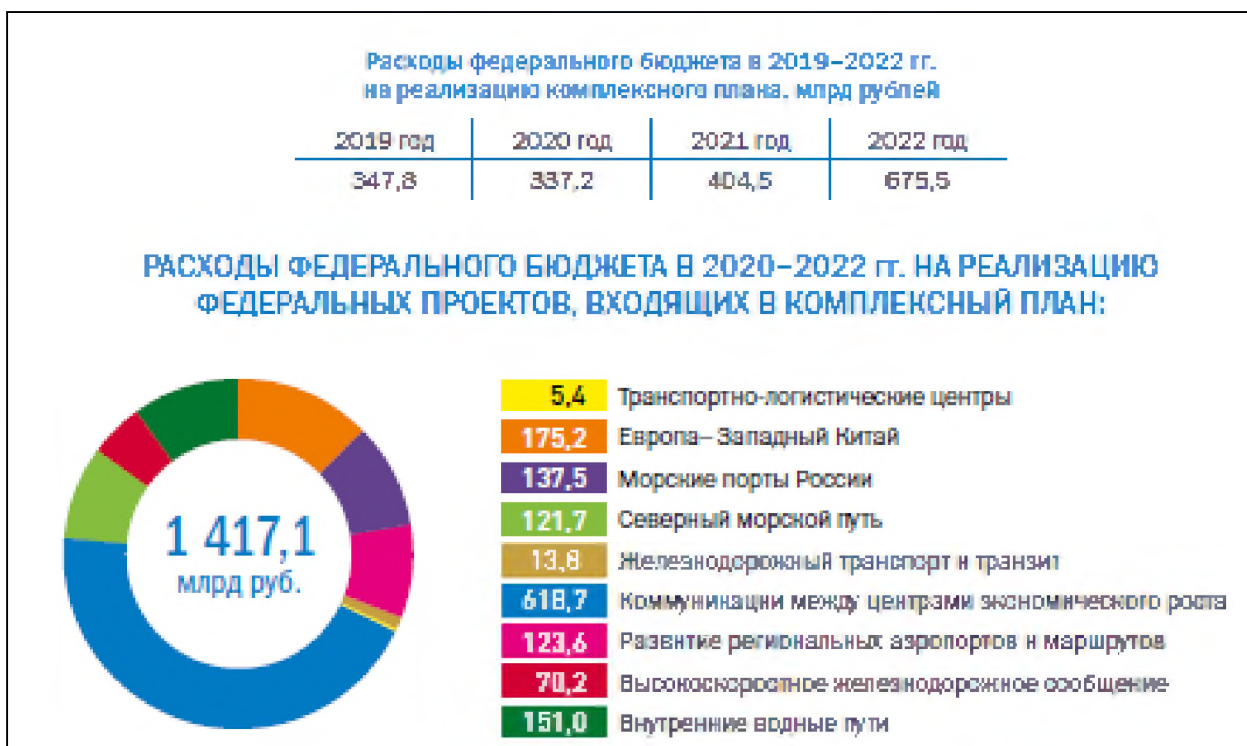 Расходы федерального бюджета в 2019–2022 гг.
на реализацию комплексного плана, млрд рублей
2019 год 2020 год 2021 год 2022 год
347,8 337,2 404,5 675,5
РАСХОДЫ ФЕДЕРАЛЬНОГО БЮДЖЕТА В 2020–2022 гг. НА РЕАЛИЗАЦИЮ
ФЕДЕРАЛЬНЫХ ПРОЕКТОВ, ВХОДЯЩИХ В КОМПЛЕКСНЫЙ ПЛАН:
1 417,1
млрд руб.
5,4 Транспортно-логистические центры
175,2 Европа– Западный Китай
137,5 Морские порты России
121,7 Северный морской путь
13,8 Железнодорожный транспорт и транзит
618,7 Коммуникации между центрами экономического роста
123,6 Развитие региональных аэропортов и маршрутов
70,2 Высокоскоростное железнодорожное сообщение
151,0 Внутренние водные пути